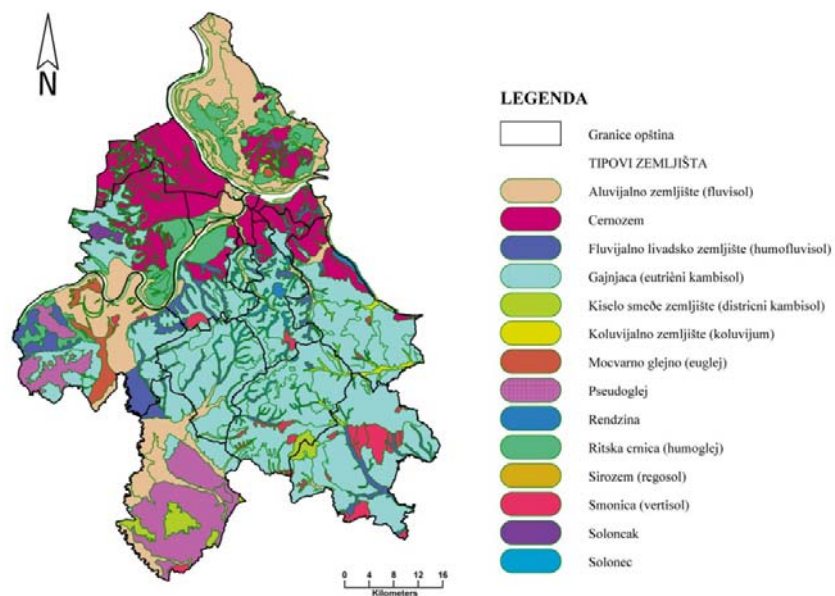 N
LEGENDA
Granice opština
TIPOVI ZEMLJIŠTA
Aluvijalno zemljište (fluvisol)
Cernozem
Fluvijalno livadsko zemljište (humofluvisol)
Gajnjaca (eutrièni kambisol)
Kiselo smeđe zemljište (districni kambisol)
Koluvijalno zemljište (koluvijum)
Mocvarno glejno (euglej)
Pseudoglej
Rendzina
Ritska crnica (humoglej)
Sirozem (regosol)
Smonica (vertisol)
Soloncak
Solonec
0 4 8 12 16
Kilometers